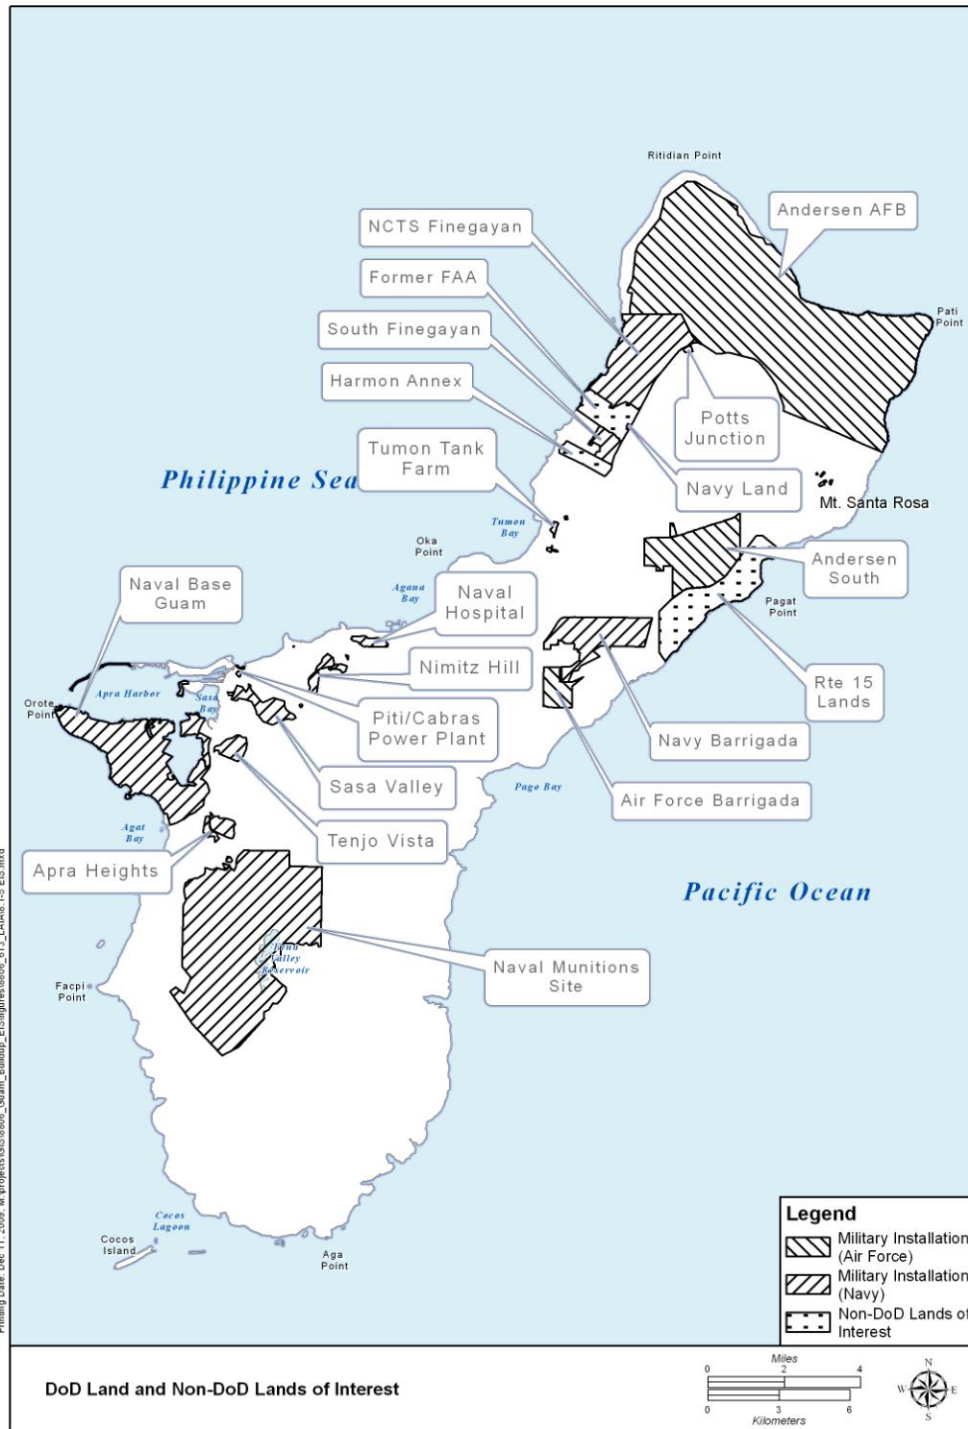 Ritidian Point
Andersen AFB
NCTS Finegayan
Former FAA
South Finegayan
Harmon Annex
Tumon Tank
Farm
Pati
Point
Potts
Junction
Navy Land
Philippine Sea
Mt. Santa Rosa
Tumon
Bay
Oka
Point
Andersen
South
Naval Base
Guam
Agana
Bay
Naval
Hospital
Pagat
Point
Nimitz Hill
Rte 15
Lands
Apra Harbor
Sasa
Bay
Orote
Point
Piti/Cabras
Power Plant
Navy Barrigada
Sasa Valley
Pago Bay
Air Force Barrigada
Agat
Bay
Tenjo Vista
Apra Heights
Pacific Ocean
Naval Munitions
Site
Valley
Reservoir
Facpi
Point
Cocos
Lagoon
Cocos
Island
Aga
Point
Legend
Military Installation
(Air Force)
Military Installation
(Navy)
Non-DoD Lands of
Interest
Printing Date: Dec 11, 2009,
DoD Land and Non-DoD Lands of Interest
Miles
0 2 4
0 3 6
Kilometers
N
W E
S